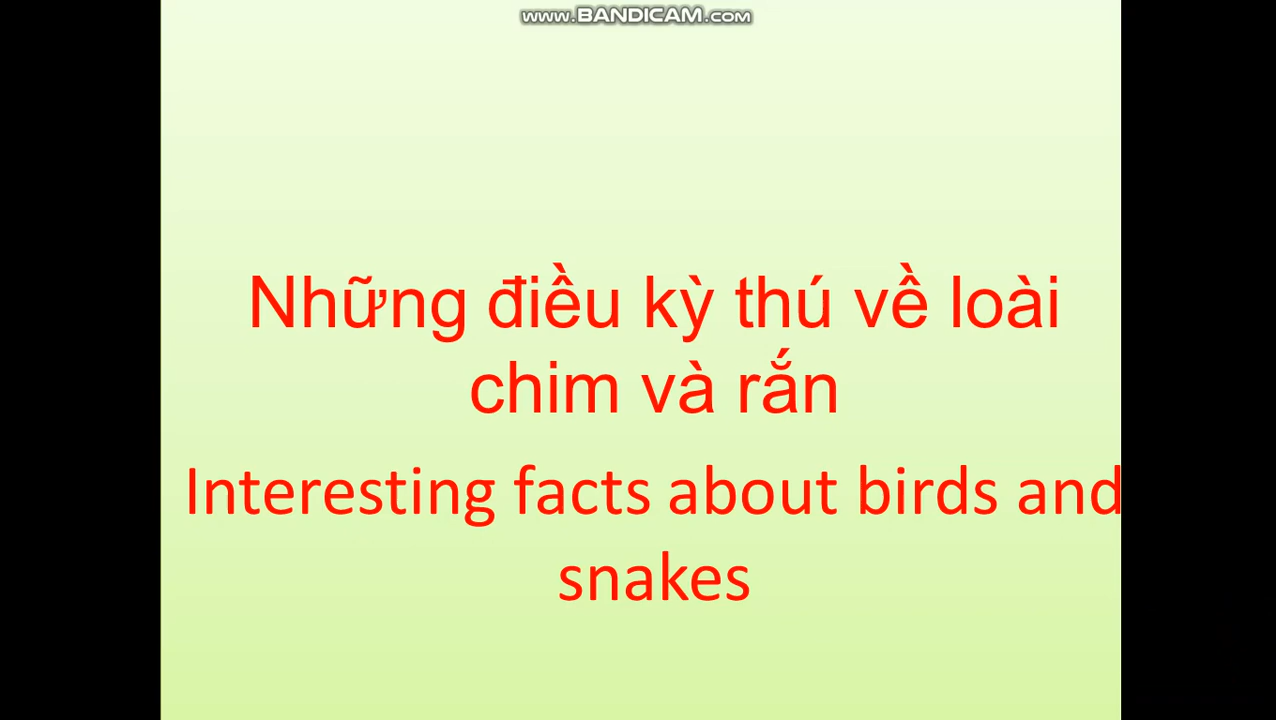 www.BANDICAM.com
Những điều kỳ thú về loài
chim và rắn
Interesting facts about birds and
snakes